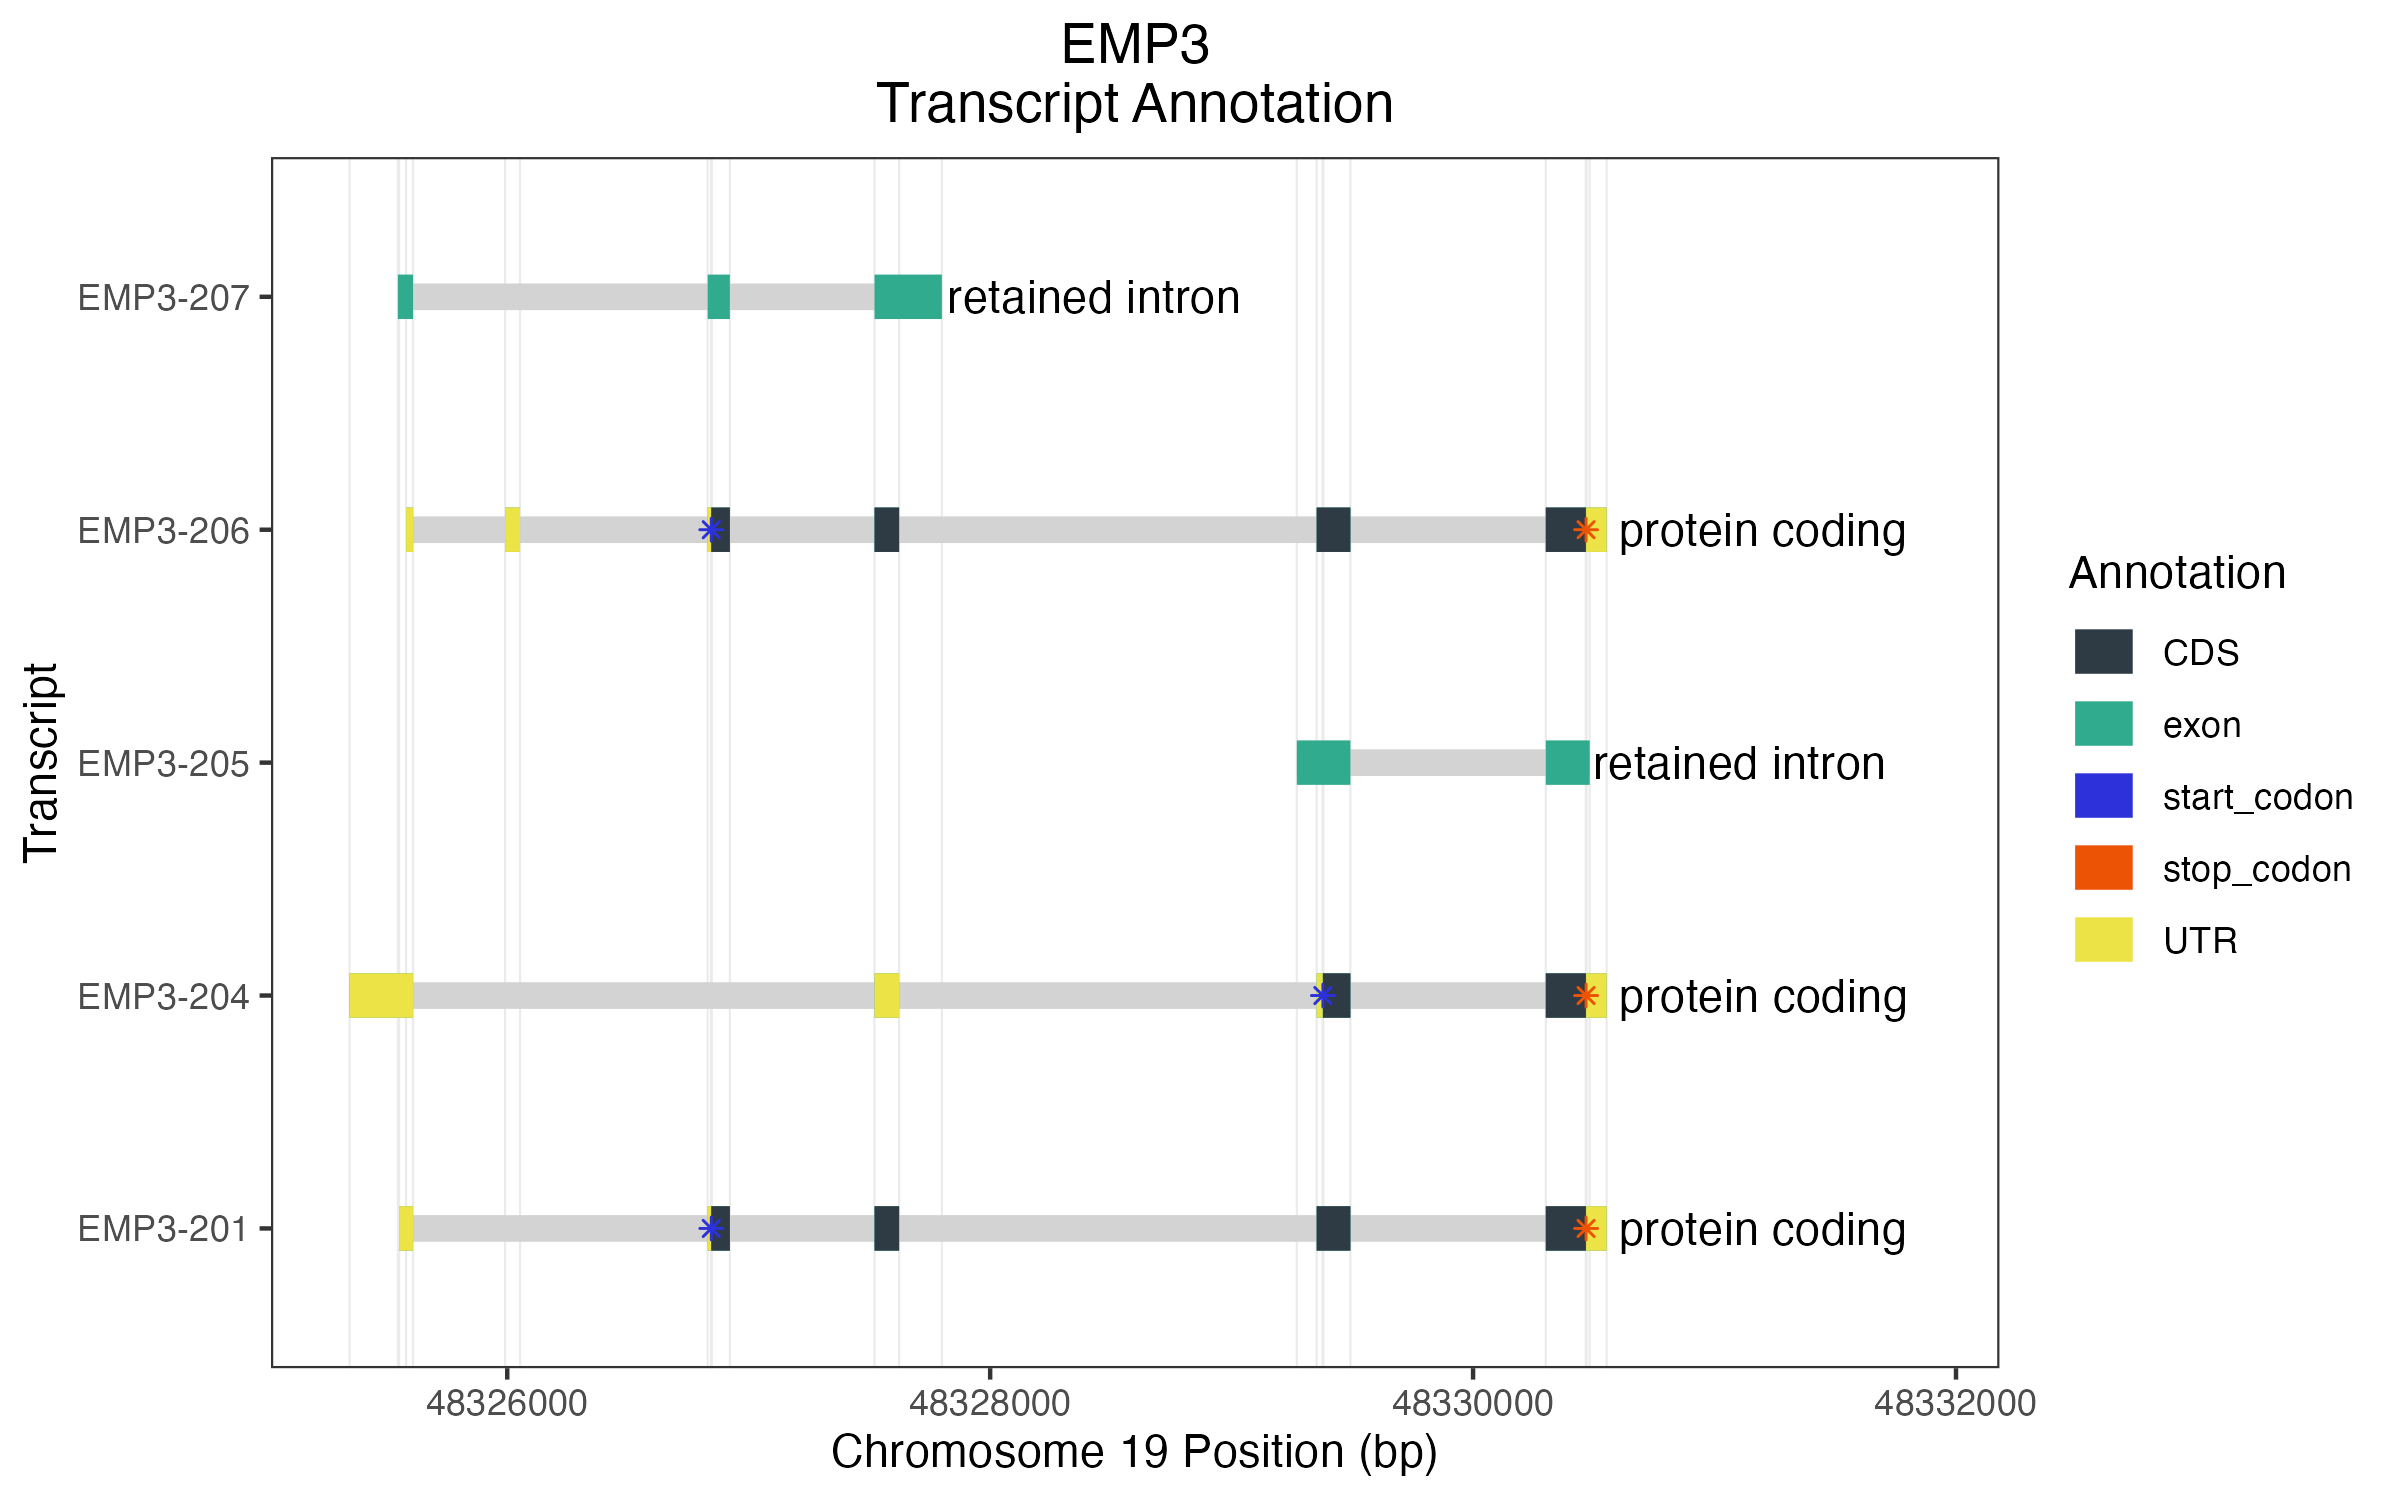 EMP3
Transcript Annotation
Transcript
EMP3-207
retained intron
EMP3-206
protein coding
EMP3-205
retained intron
EMP3-204
protein coding
EMP3-201
protein coding
48326000
48328000
48330000
48332000
Chromosome 19 Position (bp)
Annotation
CDS
exon
start_codon
stop_codon
UTR